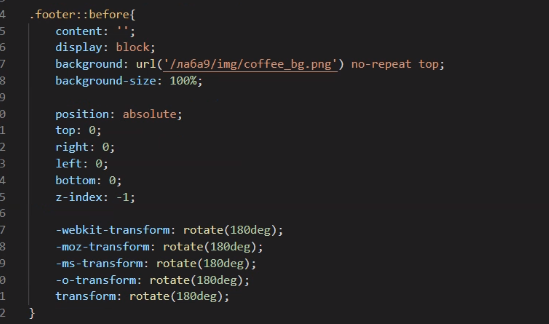 4 .footer::before{
5 content: '';
6 display: block;
7 background: url('/лаба9/img/coffee_bg.png') no-repeat top;
8 background-size: 100%;
9
0 position: absolute;
1 top: 0;
2 right: 0;
3 left: 0;
4 bottom: 0;
5 z-index: -1;
6
7 -webkit-transform: rotate(180deg);
8 -moz-transform: rotate(180deg);
9 -ms-transform: rotate(180deg);
0 -o-transform: rotate(180deg);
1 transform: rotate(180deg);
2 }